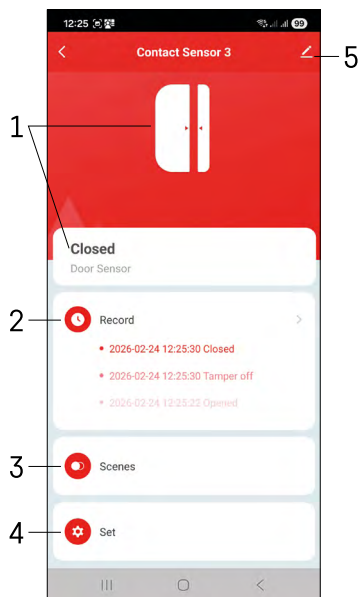 12:25 99
Contact Sensor 3
5
1
Closed
Door Sensor
2
Record
2026-02-24 12:25:30 Closed
2026-02-24 12:25:30 Tamper off
2026-02-24 12:25:22 Opened
3
Scenes
4
Set